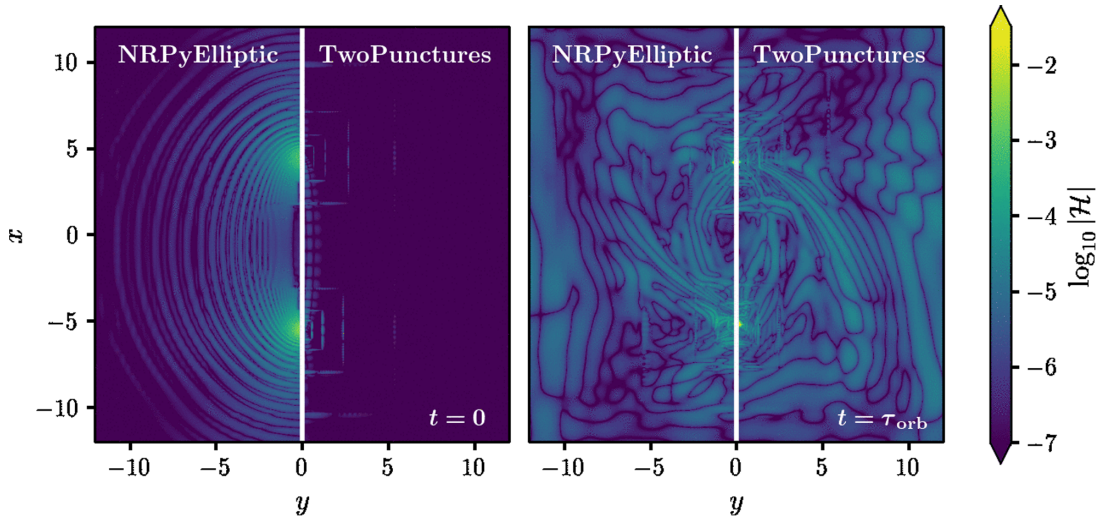 NRPyElliptic TwoPunctures NRPyElliptic TwoPunctures
10
5
0
−5
−10
x
t = 0
t = τorb
−10 −5 0 5 10
−10 −5 0 5 10
y
y
−2
−3
−4
−5
−6
−7
log10 |ℋ|